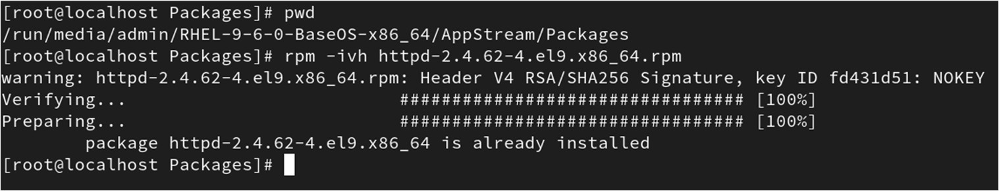 [root@localhost Packages]# pwd
/run/media/admin/RHEL-9-6-0-BaseOS-x86_64/AppStream/Packages
[root@localhost Packages]# rpm -ivh httpd-2.4.62-4.el9.x86_64.rpm
warning: httpd-2.4.62-4.el9.x86_64.rpm: Header V4 RSA/SHA256 Signature, key ID fd431d51: NOKEY
Verifying...                          ################################# [100%]
Preparing...                          ################################# [100%]
        package httpd-2.4.62-4.el9.x86_64 is already installed
[root@localhost Packages]#